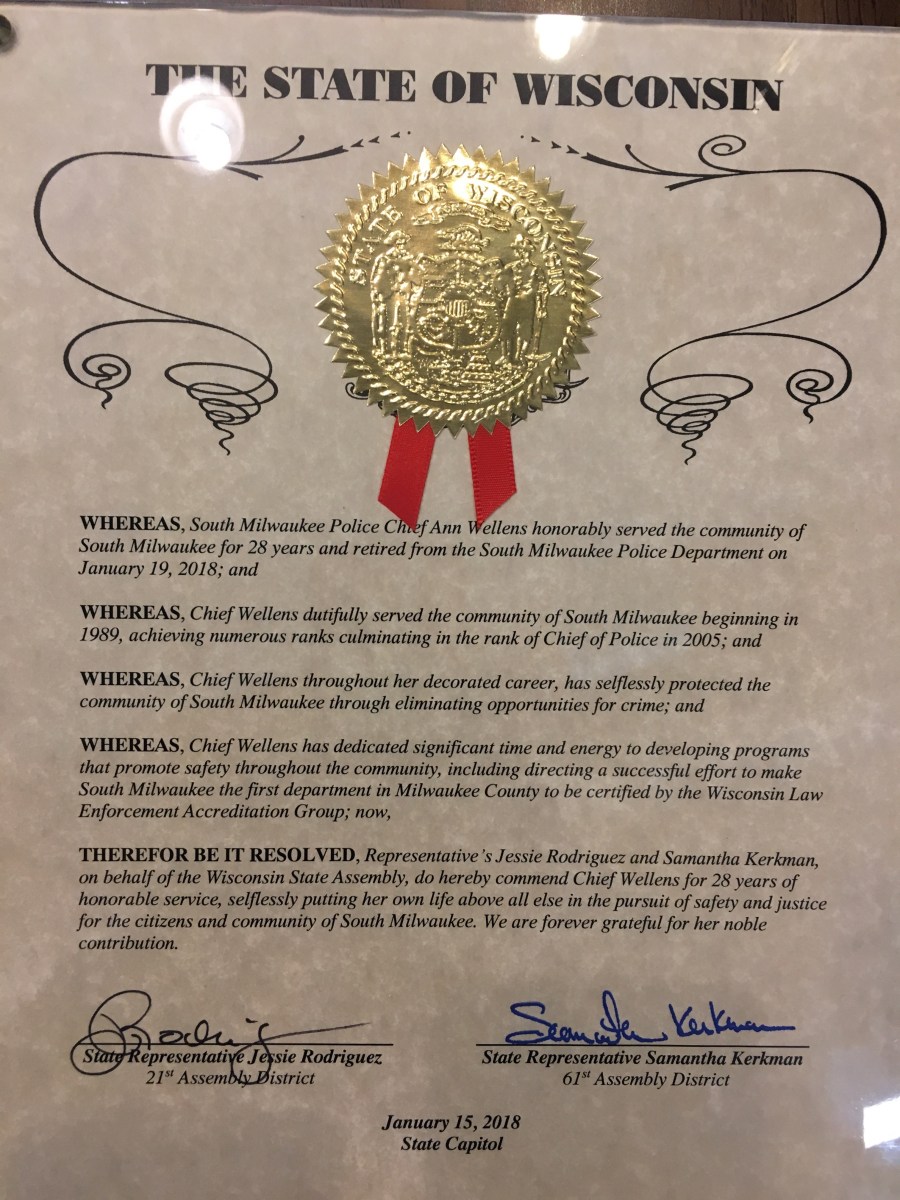 THE STATE OF WISCONSIN
STATE OF WISCONSIN
WHEREAS, South Milwaukee Police Chief Ann Wellens honorably served the community of
South Milwaukee for 28 years and retired from the South Milwaukee Police Department on
January 19, 2018; and
WHEREAS, Chief Wellens dutifully served the community of South Milwaukee beginning in
1989, achieving numerous ranks culminating in the rank of Chief of Police in 2005; and
WHEREAS, Chief Wellens throughout her decorated career, has selflessly protected the
community of South Milwaukee through eliminating opportunities for crime; and
WHEREAS, Chief Wellens has dedicated significant time and energy to developing programs
that promote safety throughout the community, including directing a successful effort to make
South Milwaukee the first department in Milwaukee County to be certified by the Wisconsin Law
Enforcement Accreditation Group; now,
THEREFOR BE IT RESOLVED, Representative's Jessie Rodriguez and Samantha Kerkman,
on behalf of the Wisconsin State Assembly, do hereby commend Chief Wellens for 28 years of
honorable service, selflessly putting her own life above all else in the pursuit of safety and justice
for the citizens and community of South Milwaukee. We are forever grateful for her noble
contribution.
State Representative Jessie Rodriguez
21st Assembly District
Kerkman
State Representative Samantha Kerkman
61st Assembly District
January 15, 2018
State Capitol